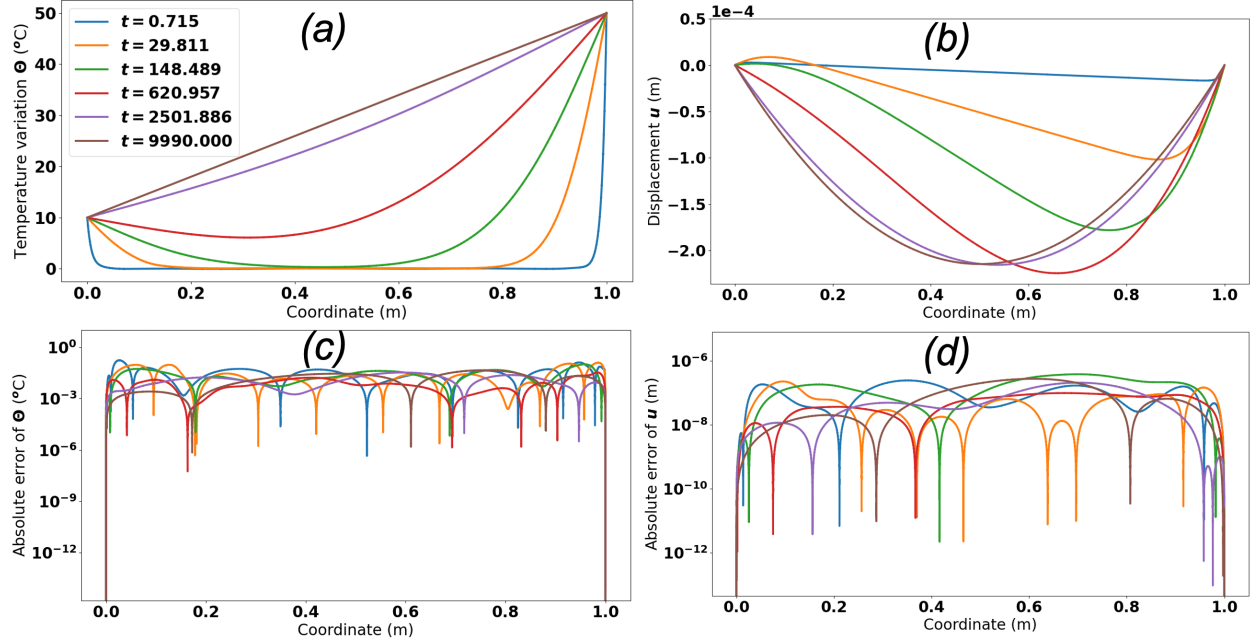 (a)
Temperature variation Θ (°C)
50
40
30
20
10
0
t = 0.715
t = 29.811
t = 148.489
t = 620.957
t = 2501.886
t = 9990.000
0.0 0.2 0.4 0.6 0.8 1.0
Coordinate (m)
(b)
1e−4
Displacement u (m)
0.5
0.0
−0.5
−1.0
−1.5
−2.0
0.0 0.2 0.4 0.6 0.8 1.0
Coordinate (m)
(c)
Absolute error of Θ (°C)
10⁰
10⁻³
10⁻⁶
10⁻⁹
10⁻¹²
0.0 0.2 0.4 0.6 0.8 1.0
Coordinate (m)
(d)
Absolute error of u (m)
10⁻⁶
10⁻⁸
10⁻¹⁰
10⁻¹²
0.0 0.2 0.4 0.6 0.8 1.0
Coordinate (m)